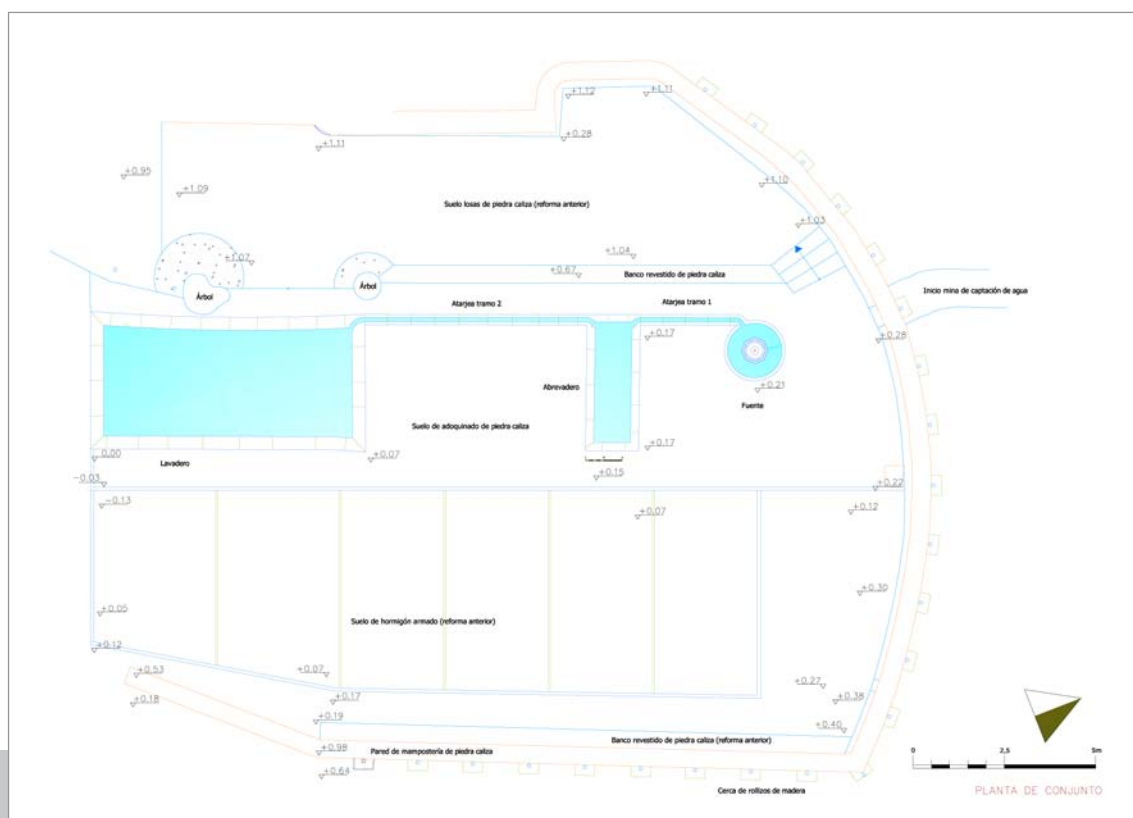 +1.12
+1.11
+0.28
+1.11
+0.95
+1.09
+1.10
Suelo losas de piedra caliza (reforma anterior)
+1.03
+1.07
+1.04
+0.67
Banco revestido de piedra caliza
Árbol
Árbol
Inicio mina de captación de agua
Atarjea tramo 2
Atarjea tramo 1
+0.17
+0.28
Abrevadero
+0.21
Fuente
Suelo de adoquinado de piedra caliza
+0.17
0.00
Lavadero
+0.07
+0.15
-0.03
+0.22
-0.13
+0.07
+0.12
+0.30
+0.05
Suelo de hormigón armado (reforma anterior)
+0.12
+0.53
+0.07
+0.27
+0.18
+0.17
+0.38
+0.19
+0.40
Banco revestido de piedra caliza (reforma anterior)
+0.98
Pared de mampostería de piedra caliza
+0.64
Cerca de rollizos de madera
0 2,5 5m
PLANTA DE CONJUNTO